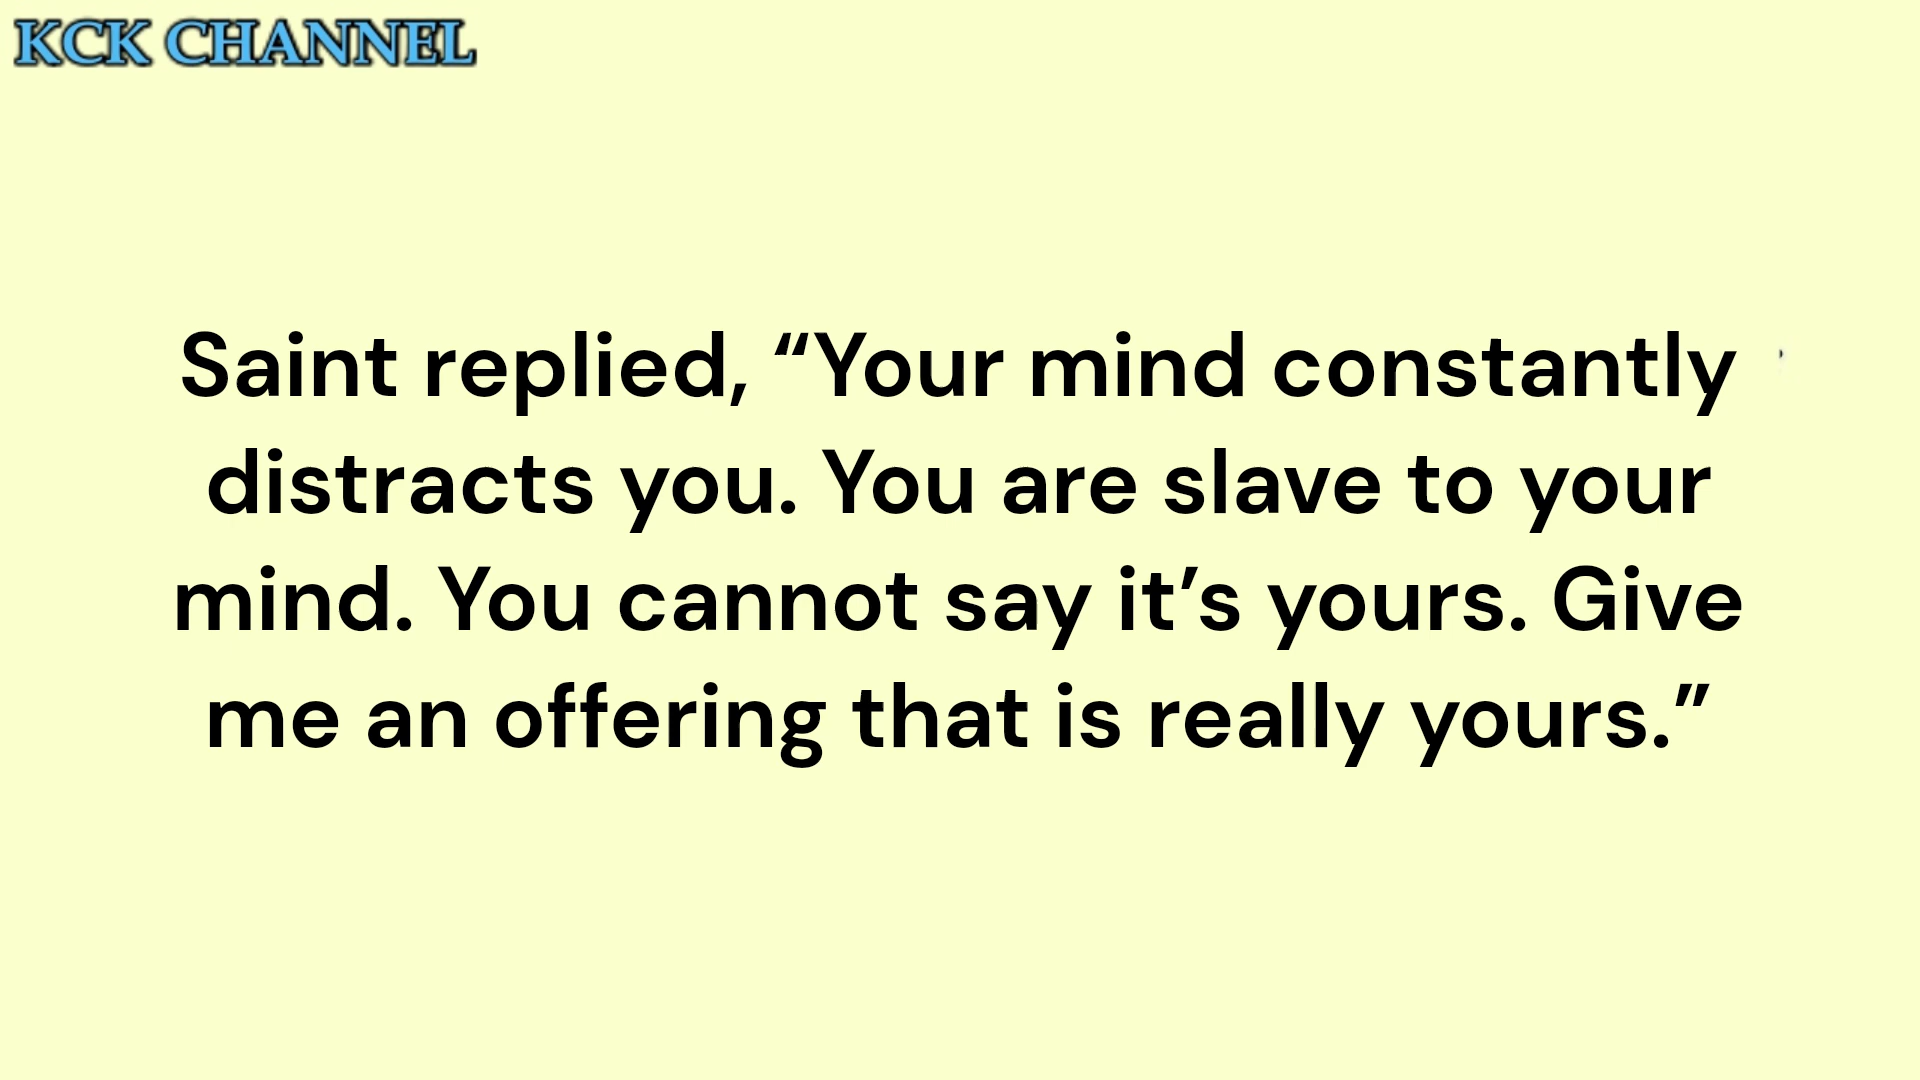 KCK CHANNEL
Saint replied, “Your mind constantly
distracts you. You are slave to your
mind. You cannot say it’s yours. Give
me an offering that is really yours.”